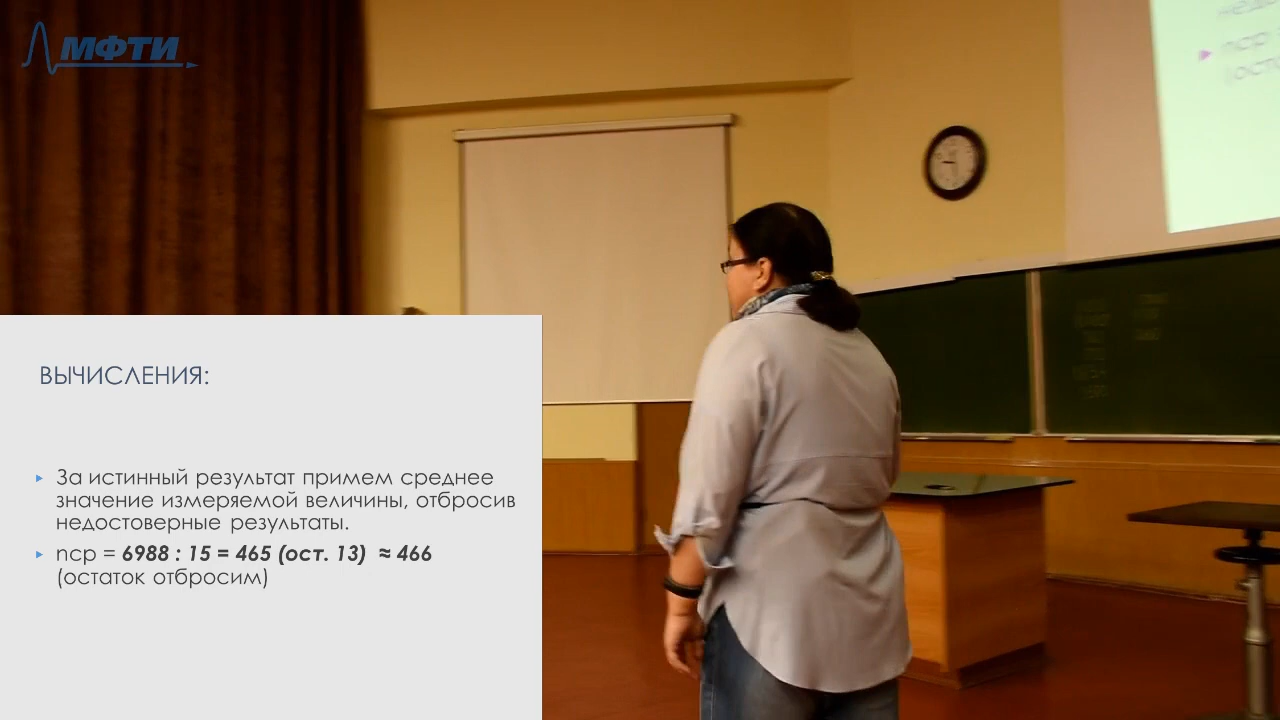 МФТИ
ВЫЧИСЛЕНИЯ:
За истинный результат примем среднее
значение измеряемой величины, отбросив
недостоверные результаты.
nср = 6988 : 15 = 465 (ост. 13) ≈ 466
(остаток отбросим)